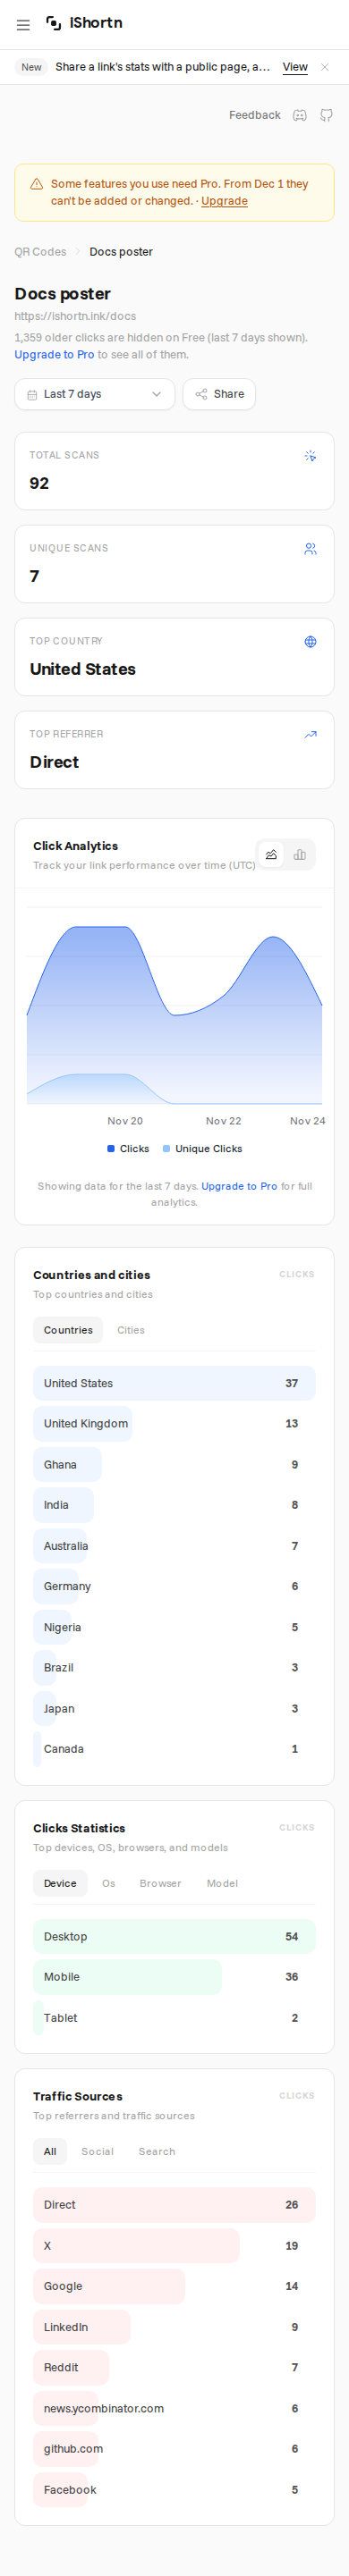 IShortn
New Share a link's stats with a public page, a... View
Feedback
Some features you use need Pro. From Dec 1 they
can't be added or changed. · Upgrade
QR Codes Docs poster
Docs poster
https://ishortn.ink/docs
1,359 older clicks are hidden on Free (last 7 days shown).
Upgrade to Pro to see all of them.
Last 7 days Share
TOTAL SCANS
92
UNIQUE SCANS
7
TOP COUNTRY
United States
TOP REFERRER
Direct
Click Analytics
Track your link performance over time (UTC)
Nov 20 Nov 22 Nov 24
Clicks Unique Clicks
Showing data for the last 7 days. Upgrade to Pro for full
analytics.
Countries and cities CLICKS
Top countries and cities
Countries Cities
United States 37
United Kingdom 13
Ghana 9
India 8
Australia 7
Germany 6
Nigeria 5
Brazil 3
Japan 3
Canada 1
Clicks Statistics CLICKS
Top devices, OS, browsers, and models
Device Os Browser Model
Desktop 54
Mobile 36
Tablet 2
Traffic Sources CLICKS
Top referrers and traffic sources
All Social Search
Direct 26
X 19
Google 14
LinkedIn 9
Reddit 7
news.ycombinator.com 6
github.com 6
Facebook 5